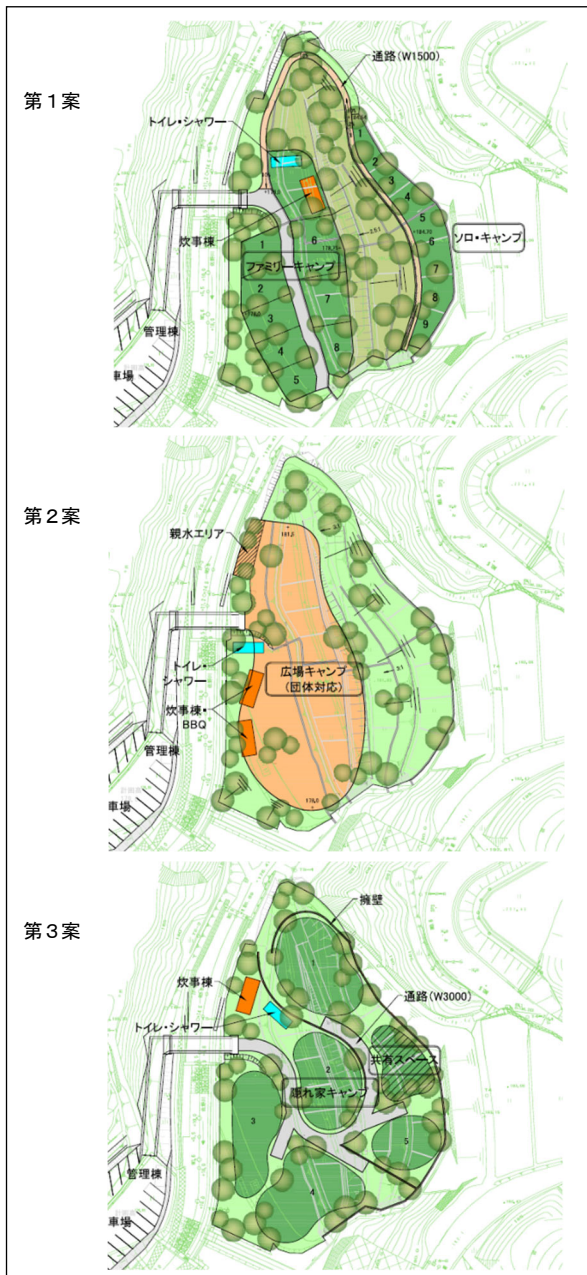 第1案
通路(W1500)
トイレ・シャワー
1
2
3
4
5
6
7
8
9
ソロ・キャンプ
炊事棟
1
ファミリーキャンプ
2
3
4
5
6
7
8
管理棟
車場
第2案
親水エリア
トイレ・
シャワー
広場キャンプ
(団体対応)
炊事棟・
BBQ
管理棟
車場
第3案
擁壁
炊事棟
1
通路(W3000)
トイレ・シャワー
共有スペース
2
隠れ家キャンプ
3
5
4
管理棟
車場